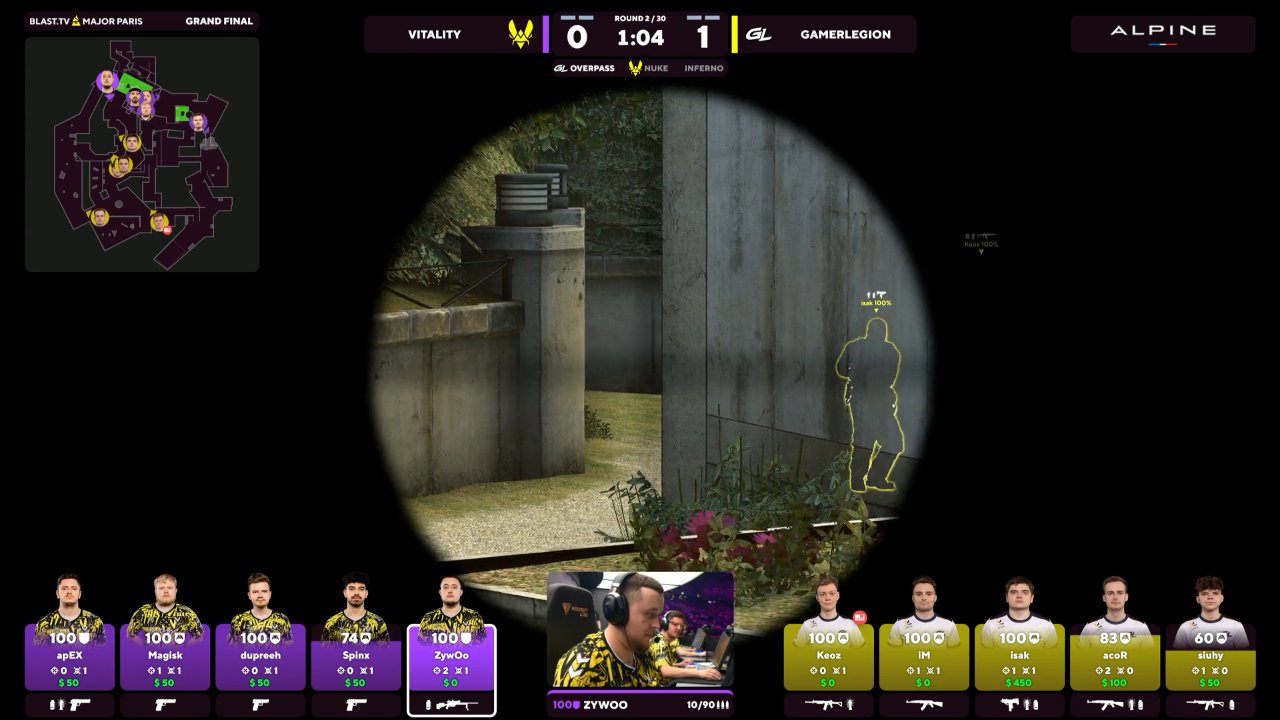 BLAST.TV MAJOR PARIS GRAND FINAL
VITALITY 0 ROUND 2 / 30 1:04 1 GL GAMERLEGION
ALPINE
GL OVERPASS NUKE INFERNO
A
Keoz 100%
isak 100%
100 100 100 74 100
apEX Magisk dupreeh Spinx ZywOo
0 1 1 1 0 1 0 1 2 1
$50 $50 $50 $50 $0
100 ZYWOO 10/90
100 100 100 83 60
Keoz iM isak acoR siuhy
0 1 1 1 1 1 2 0 1 0
$0 $0 $450 $100 $50